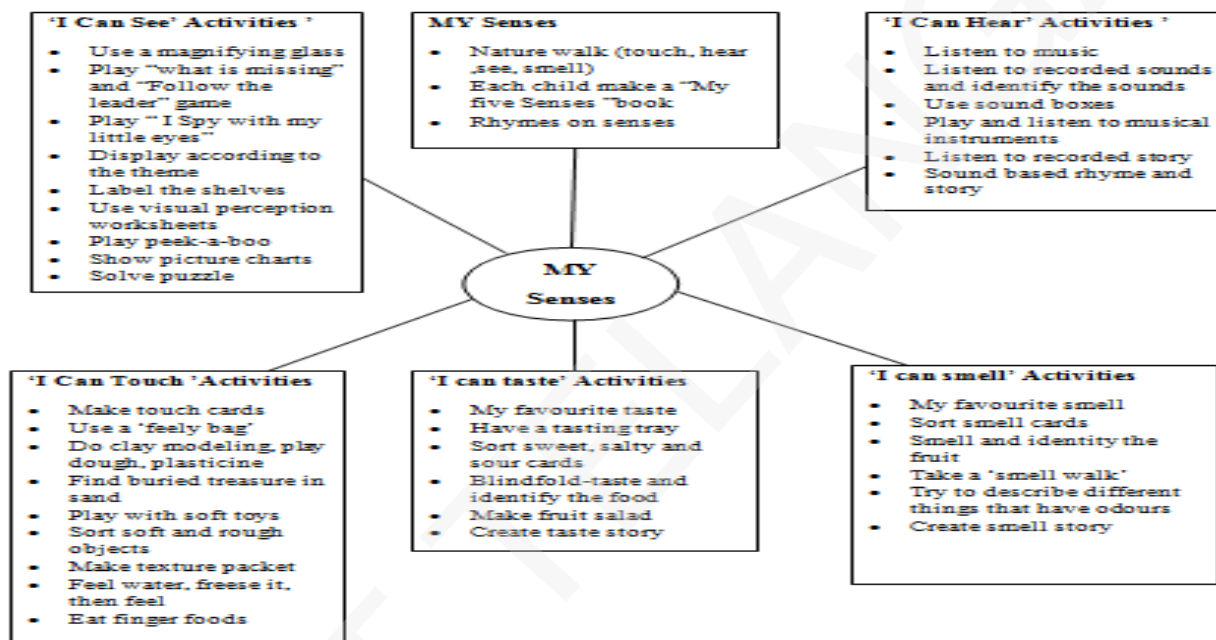 ‘I Can See’ Activities ’
• Use a magnifying glass
• Play “what is missing”
and “Follow the
leader” game
• Play “ I Spy with my
little eyes”
• Display according to
the theme
• Label the shelves
• Use visual perception
worksheets
• Play peek-a-boo
• Show picture charts
• Solve puzzle
MY Senses
• Nature walk (touch, hear
,see, smell)
• Each child make a “My
five Senses ”book
• Rhymes on senses
‘I Can Hear’ Activities ’
• Listen to music
• Listen to recorded sounds
and identify the sounds
• Use sound boxes
• Play and listen to musical
instruments
• Listen to recorded story
• Sound based rhyme and
story
MY
Senses
‘I Can Touch ’Activities
• Make touch cards
• Use a ‘feely bag’
• Do clay modeling, play
dough, plasticine
• Find buried treasure in
sand
• Play with soft toys
• Sort soft and rough
objects
• Make texture packet
• Feel water, freese it,
then feel
• Eat finger foods
‘I can taste’ Activities
• My favourite taste
• Have a tasting tray
• Sort sweet, salty and
sour cards
• Blindfold-taste and
identify the food
• Make fruit salad
• Create taste story
‘I can smell’ Activities
• My favourite smell
• Sort smell cards
• Smell and identity the
fruit
• Take a ‘smell walk’
• Try to describe different
things that have odours
• Create smell story